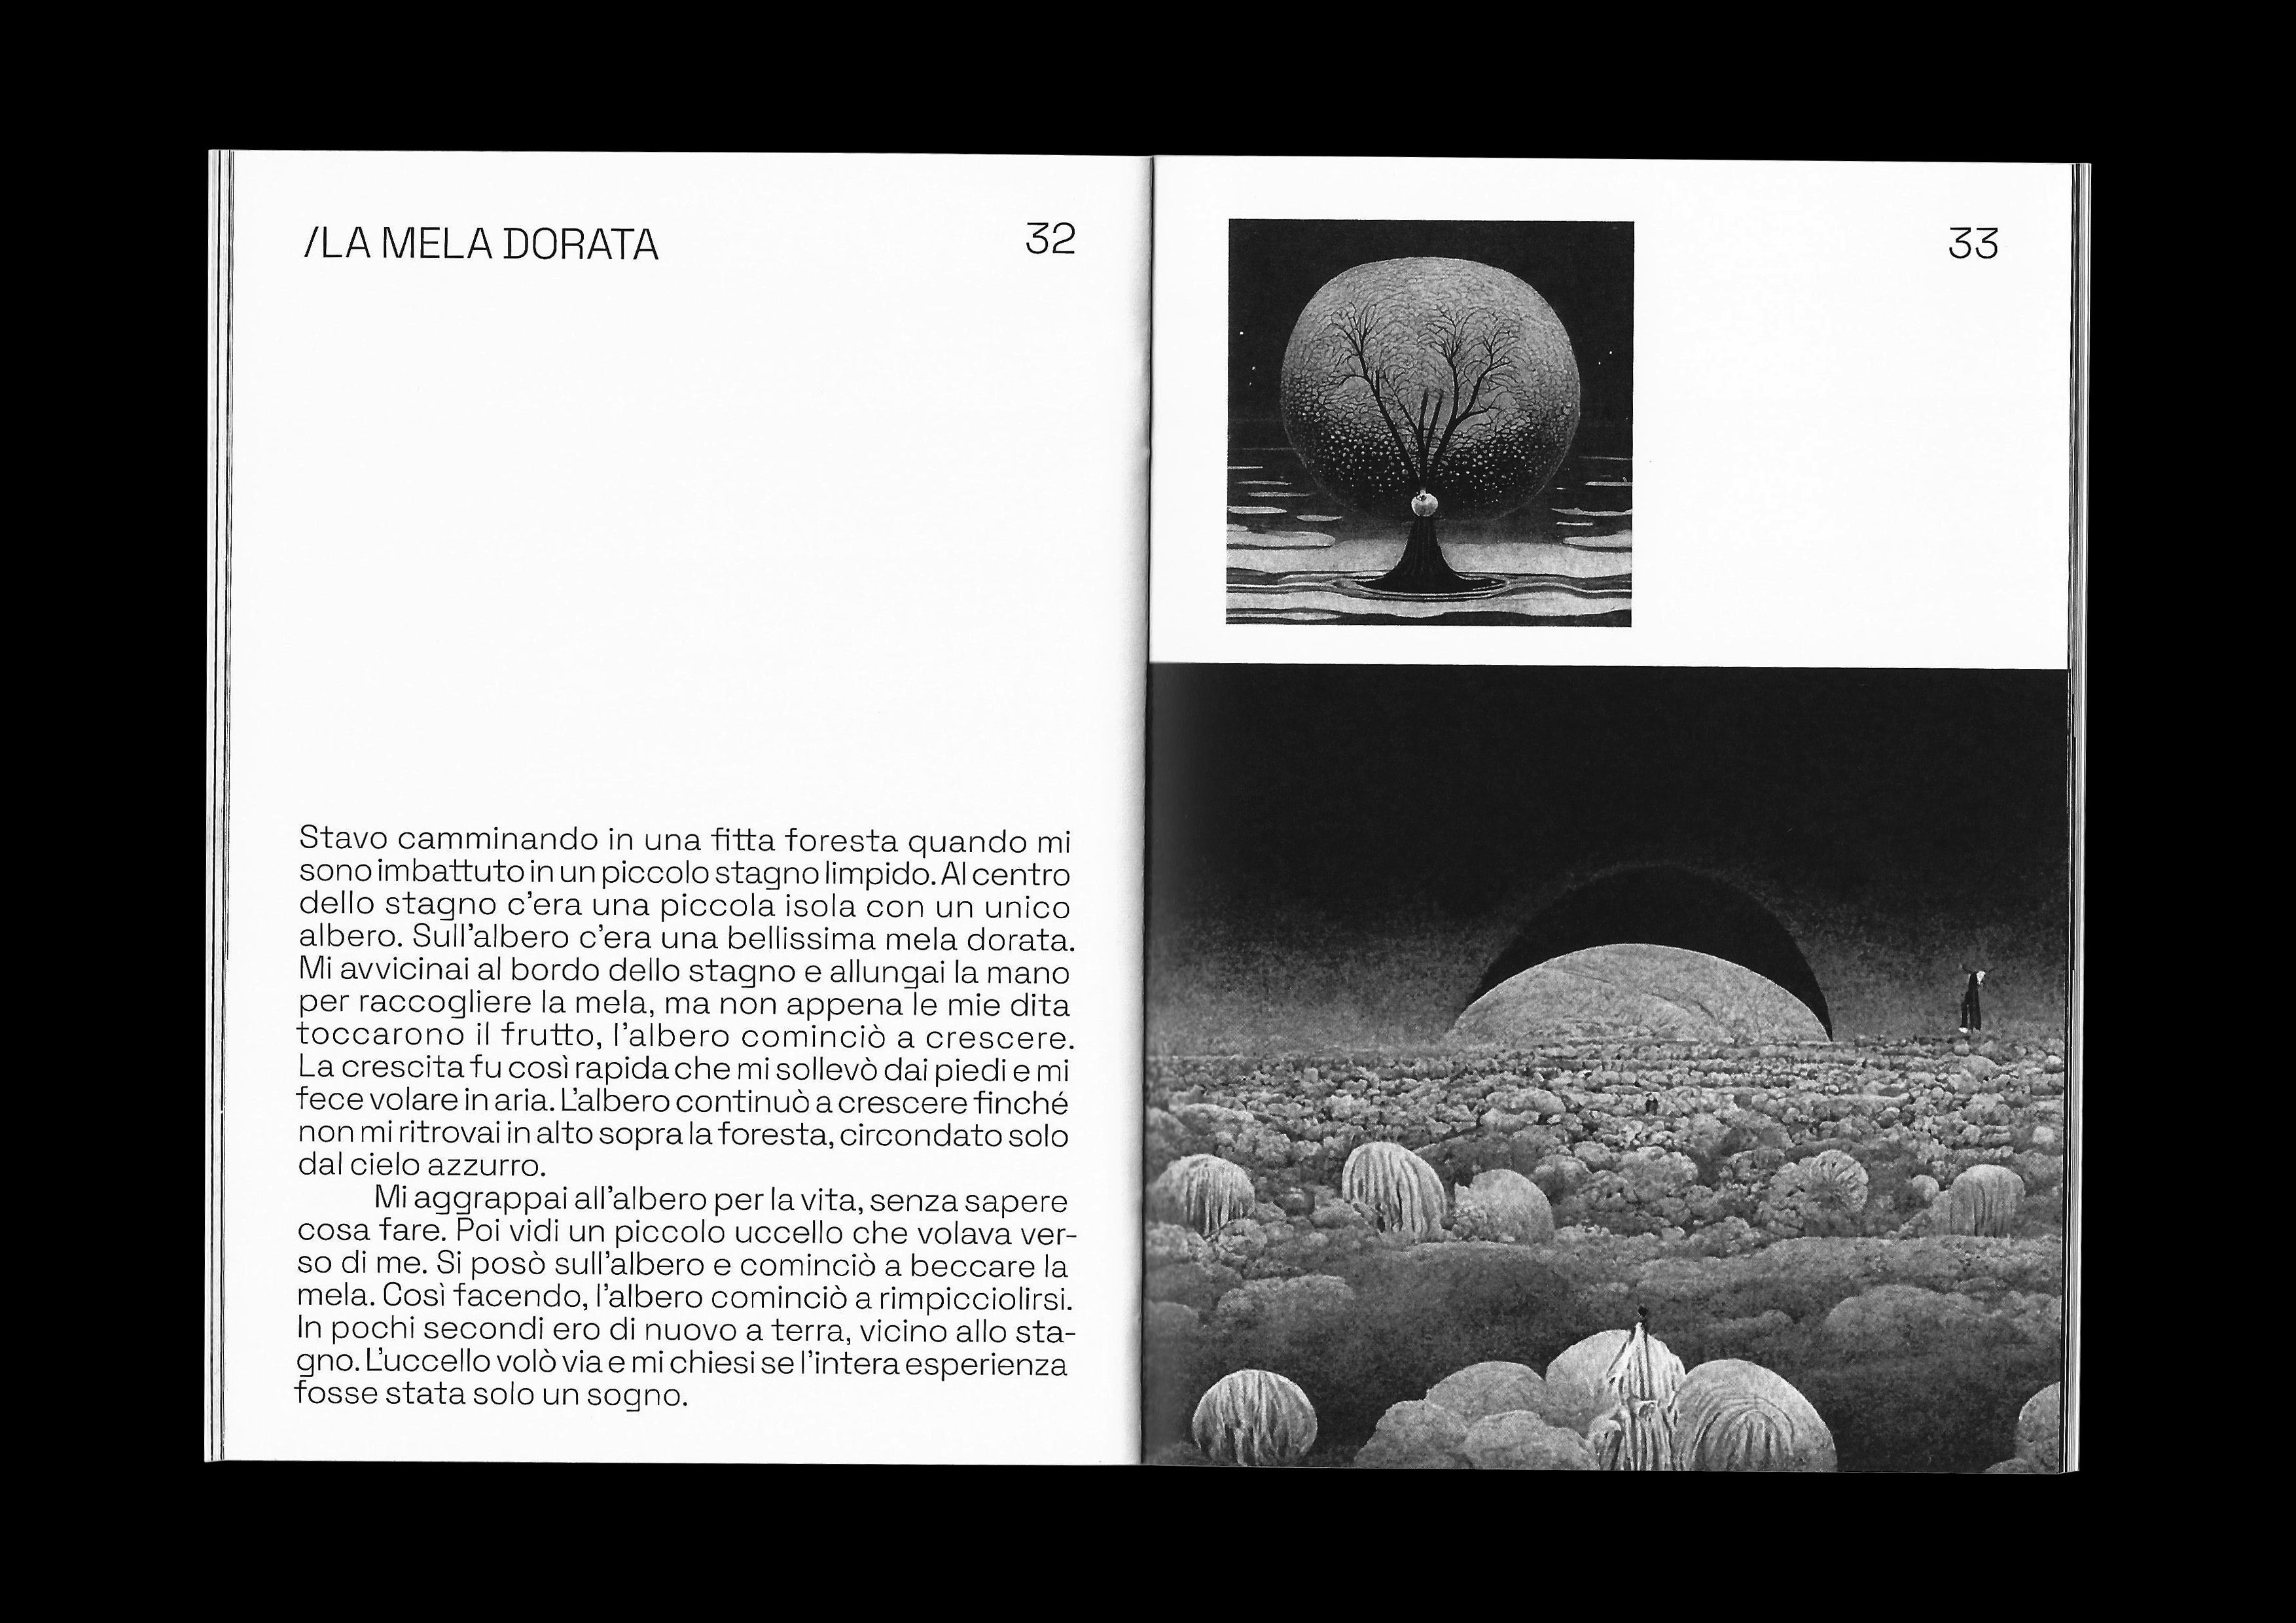 /LA MELA DORATA
32
Stavo camminando in una fitta foresta quando mi
sono imbattuto in un piccolo stagno limpido. Al centro
dello stagno c'era una piccola isola con un unico
albero. Sull'albero c'era una bellissima mela dorata.
Mi avvicinai al bordo dello stagno e allungai la mano
per raccogliere la mela, ma non appena le mie dita
toccarono il frutto, l'albero cominciò a crescere.
La crescita fu così rapida che mi sollevò dai piedi e mi
fece volare in aria. L'albero continuò a crescere finché
non mi ritrovai in alto sopra la foresta, circondato solo
dal cielo azzurro.
Mi aggrappai all'albero per la vita, senza sapere
cosa fare. Poi vidi un piccolo uccello che volava ver-
so di me. Si posò sull'albero e cominciò a beccare la
mela. Così facendo, l'albero cominciò a rimpicciolirsi.
In pochi secondi ero di nuovo a terra, vicino allo sta-
gno. L'uccello volò via e mi chiesi se l'intera esperienza
fosse stata solo un sogno.
33